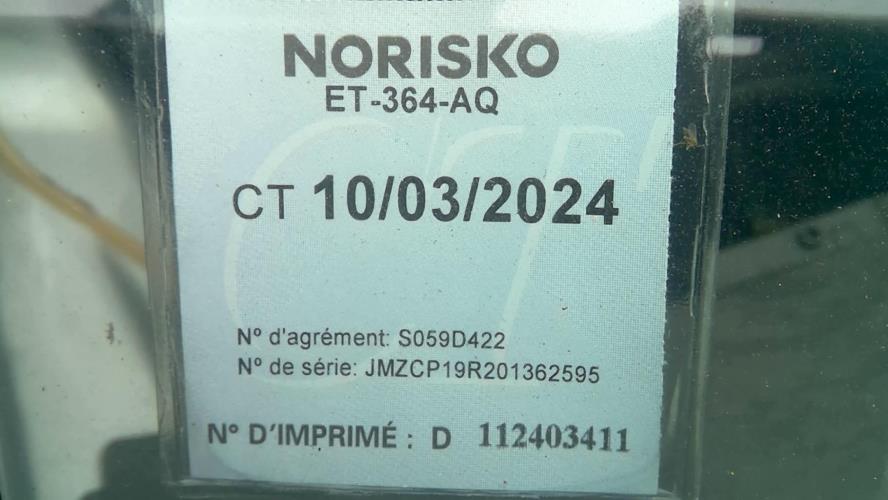 NORISKO
ET-364-AQ
CT 10/03/2024
N° d'agrément: S059D422
N° de série: JMZCP19R201362595
N° D'IMPRIMÉ : D 112403411